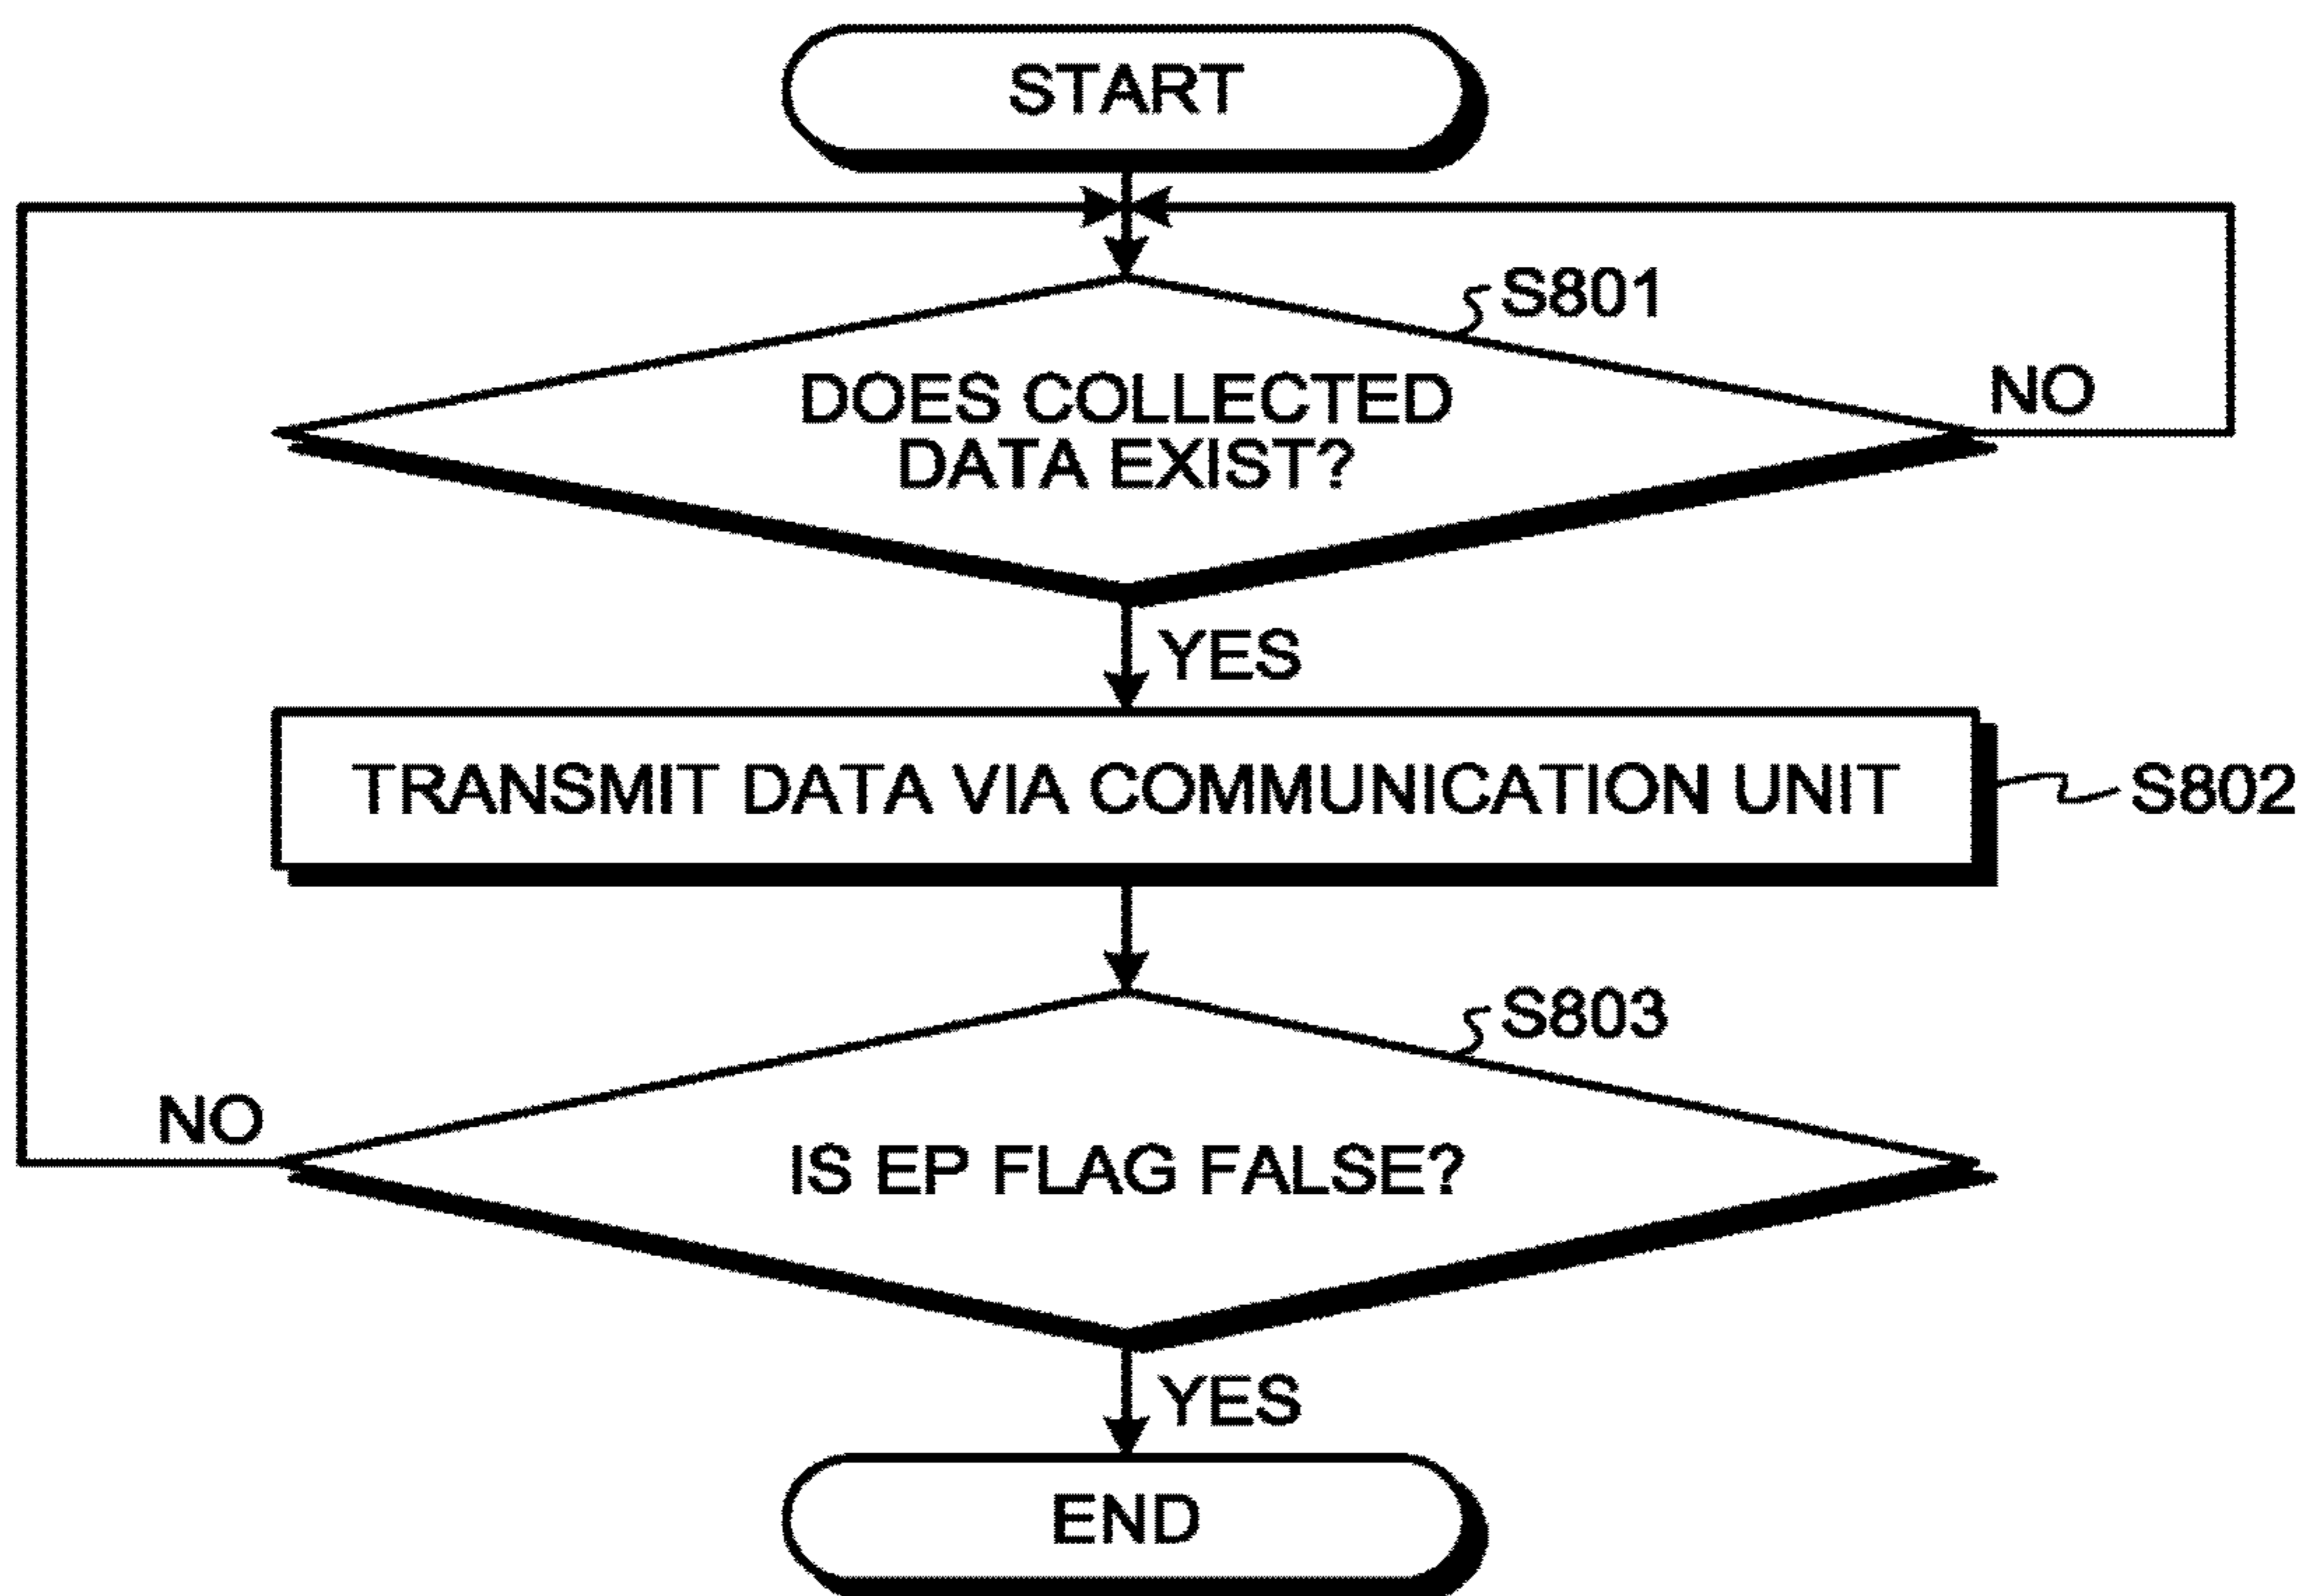 START
S801
DOES COLLECTED
DATA EXIST?
NO
YES
TRANSMIT DATA VIA COMMUNICATION UNIT
S802
S803
NO
IS EP FLAG FALSE?
YES
END